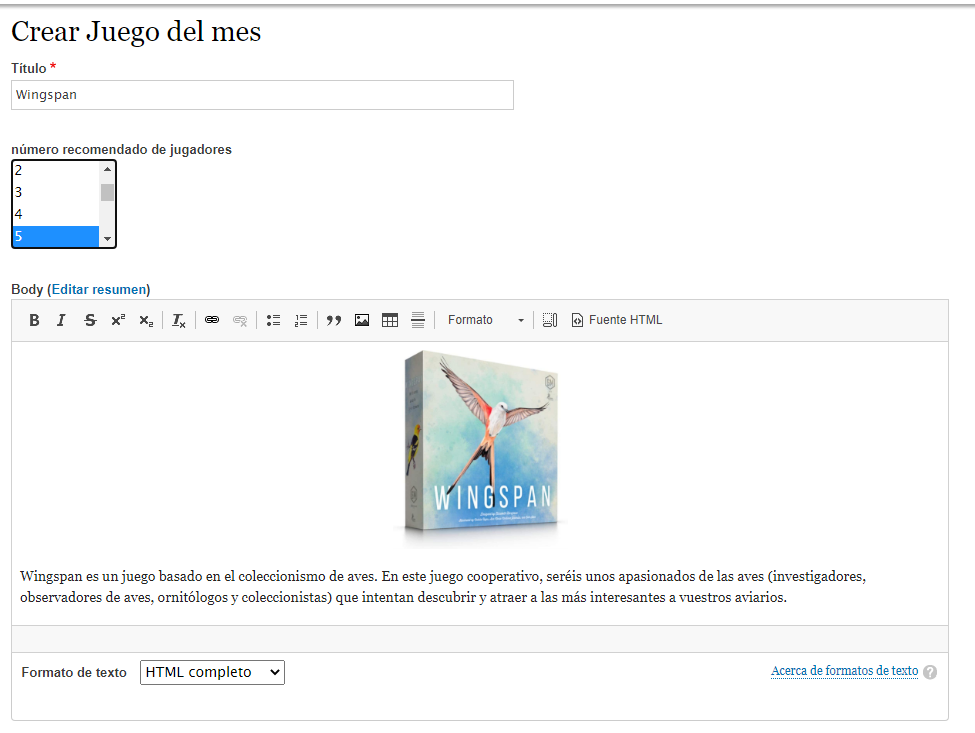 Crear Juego del mes
Título *
Wingspan
número recomendado de jugadores
2
3
4
5
Body (Editar resumen)
B I S x² x₂ Tx Formato Fuente HTML
WINGSPAN
Wingspan es un juego basado en el coleccionismo de aves. En este juego cooperativo, seréis unos apasionados de las aves (investigadores,
observadores de aves, ornitólogos y coleccionistas) que intentan descubrir y atraer a las más interesantes a vuestros aviarios.
Formato de texto HTML completo Acerca de formatos de texto ?